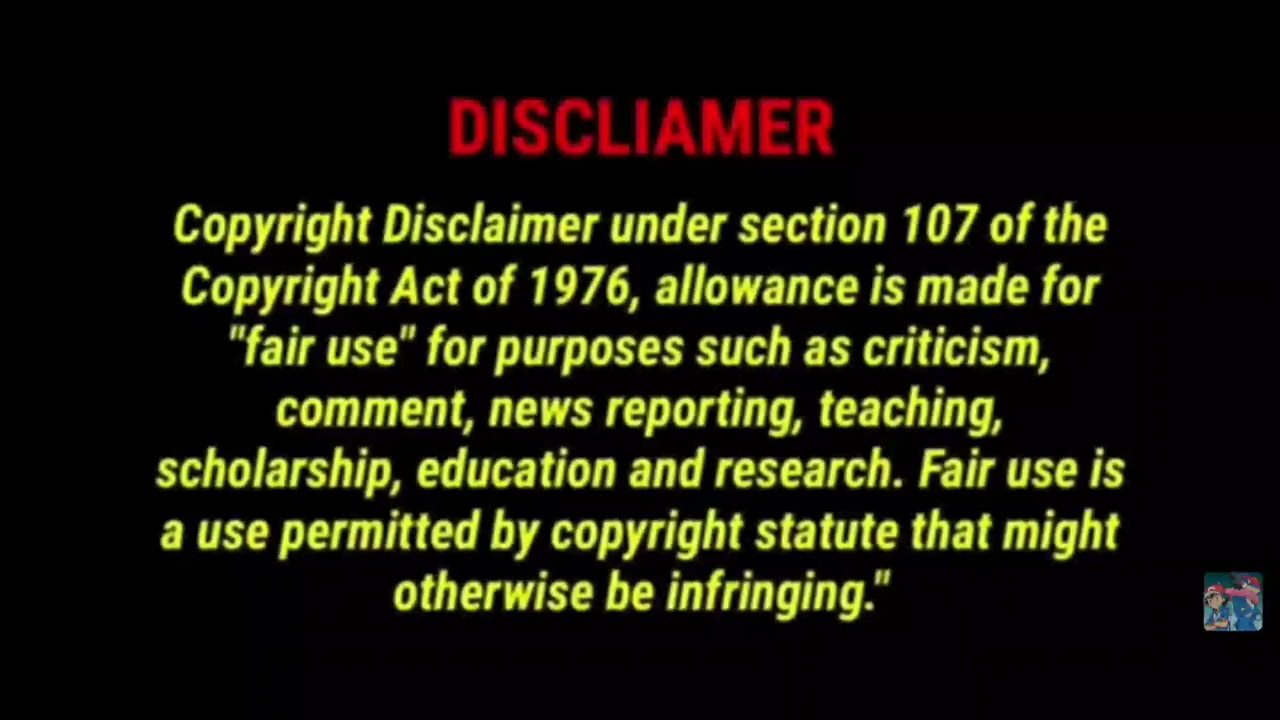 DISCLIAMER
Copyright Disclaimer under section 107 of the
Copyright Act of 1976, allowance is made for
"fair use" for purposes such as criticism,
comment, news reporting, teaching,
scholarship, education and research. Fair use is
a use permitted by copyright statute that might
otherwise be infringing."